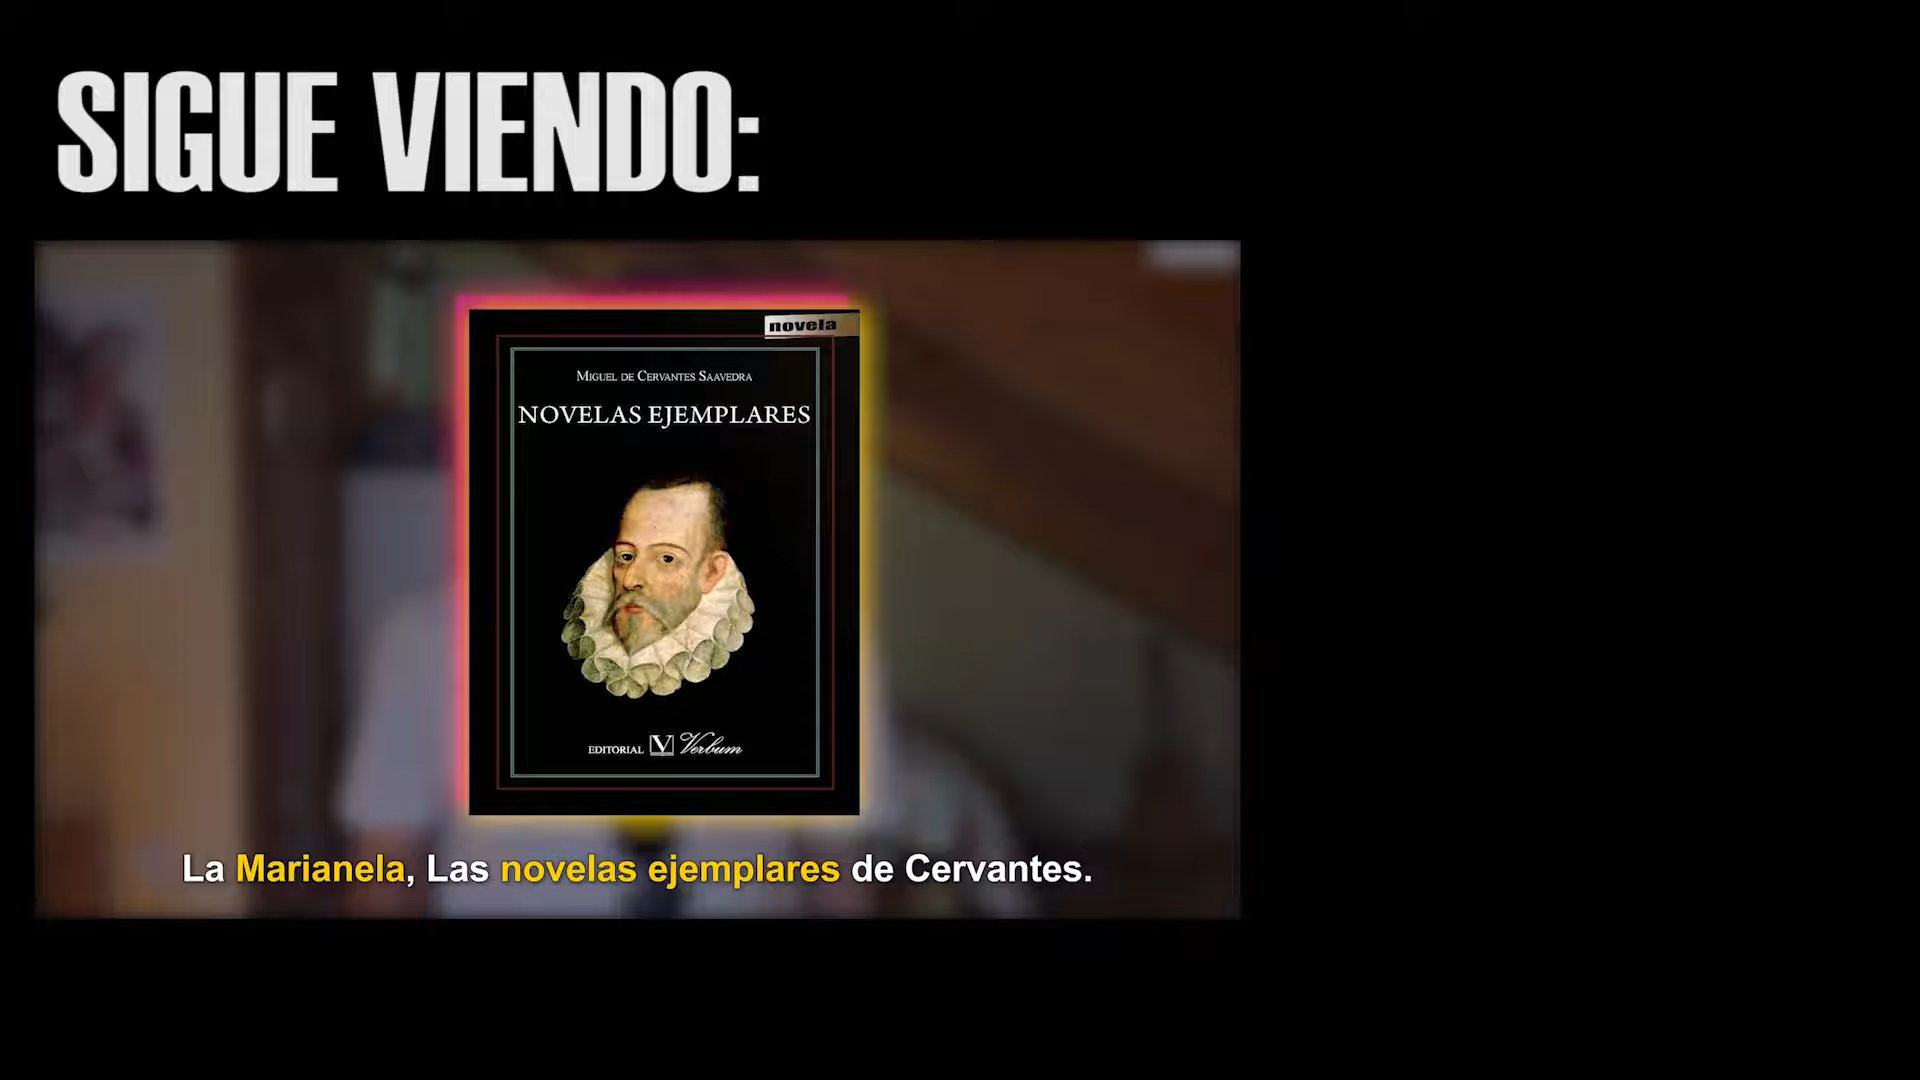 SIGUE VIENDO:
novela
MIGUEL DE CERVANTES SAAVEDRA
NOVELAS EJEMPLARES
EDITORIAL V Verbum
La Marianela, Las novelas ejemplares de Cervantes.